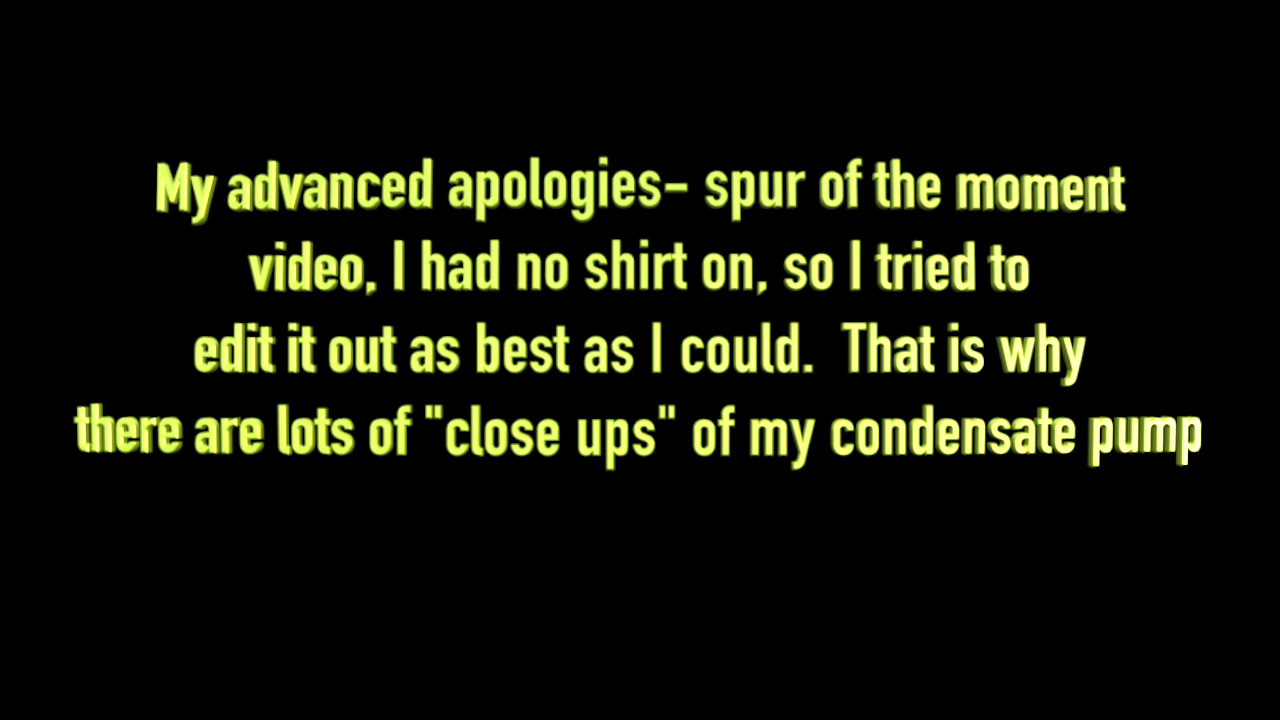 My advanced apologies- spur of the moment
video, I had no shirt on, so I tried to
edit it out as best as I could.  That is why
there are lots of "close ups" of my condensate pump